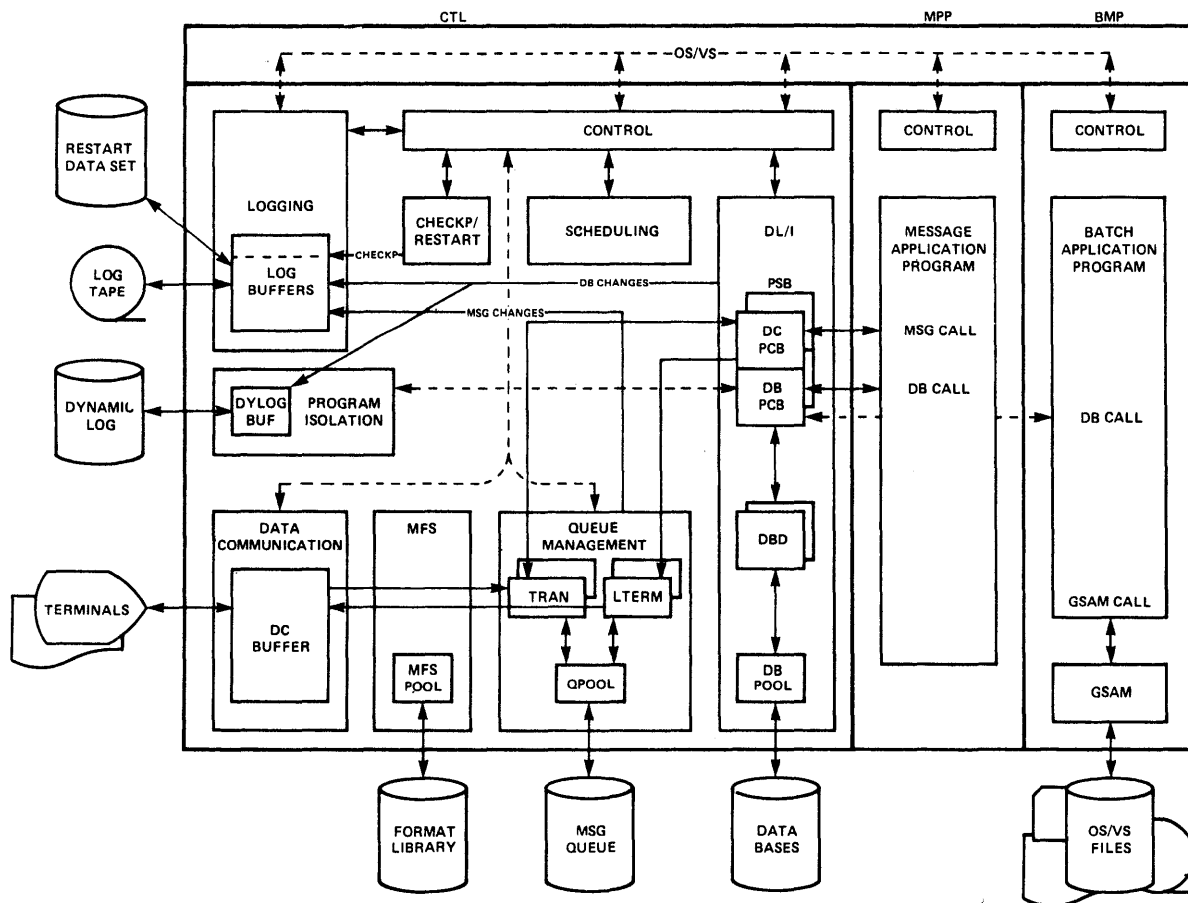 CTL
MPP
BMP
OS/VS
RESTART
DATA SET
LOG
TAPE
DYNAMIC
LOG
TERMINALS
LOGGING
LOG
BUFFERS
CONTROL
CHECKP/
RESTART
SCHEDULING
CHECKP
DB CHANGES
MSG CHANGES
DYLOG
BUF
PROGRAM
ISOLATION
DL/I
PSB
DC
PCB
DB
PCB
DBD
DB
POOL
DATA
COMMUNICATION
DC
BUFFER
MFS
MFS
POOL
QUEUE
MANAGEMENT
TRAN
LTERM
QPOOL
CONTROL
MESSAGE
APPLICATION
PROGRAM
MSG CALL
DB CALL
CONTROL
BATCH
APPLICATION
PROGRAM
DB CALL
GSAM CALL
GSAM
FORMAT
LIBRARY
MSG
QUEUE
DATA
BASES
OS/VS
FILES